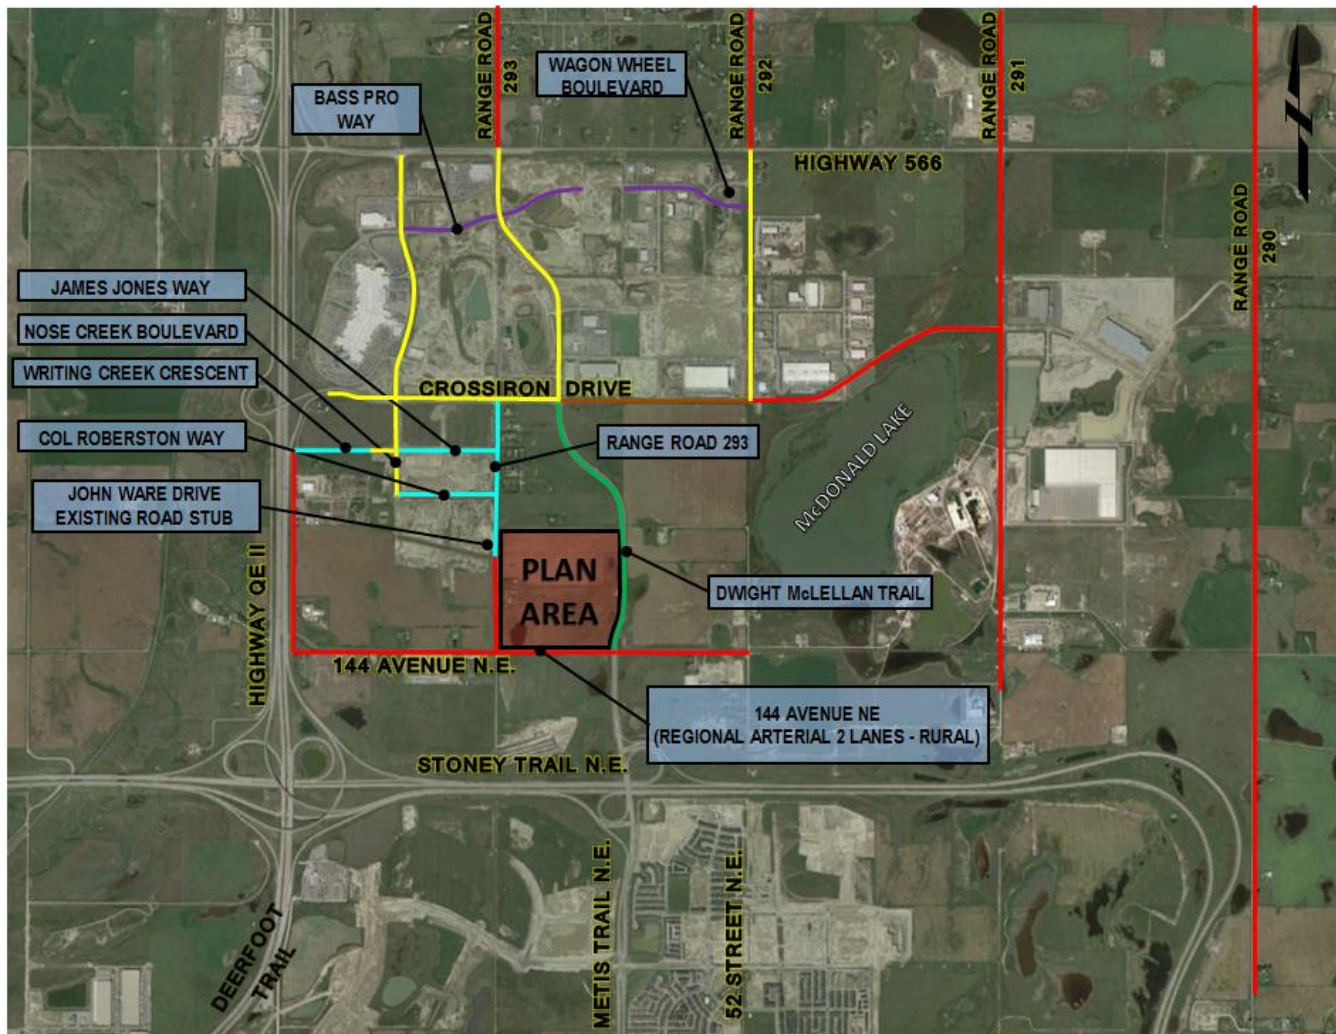 RANGE ROAD
293
RANGE ROAD
292
RANGE ROAD
291
RANGE ROAD
290
WAGON WHEEL
BOULEVARD
BASS PRO
WAY
HIGHWAY 566
JAMES JONES WAY
NOSE CREEK BOULEVARD
WRITING CREEK CRESCENT
CROSSIRON DRIVE
COL ROBERSTON WAY
RANGE ROAD 293
McDONALD LAKE
JOHN WARE DRIVE
EXISTING ROAD STUB
PLAN
AREA
DWIGHT McLELLAN TRAIL
HIGHWAY QE II
144 AVENUE N.E.
144 AVENUE NE
(REGIONAL ARTERIAL 2 LANES - RURAL)
STONEY TRAIL N.E.
METIS TRAIL N.E.
52 STREET N.E.
DEERFOOT
TRAIL